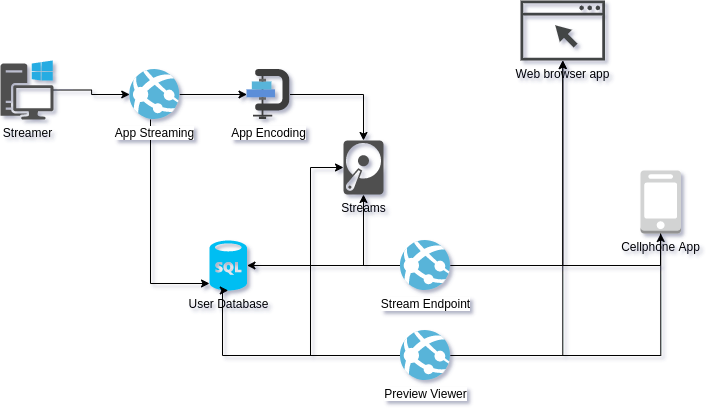 Web browser app
Streamer
App Streaming
App Encoding
Streams
Cellphone App
SQL
User Database
Stream Endpoint
Preview Viewer